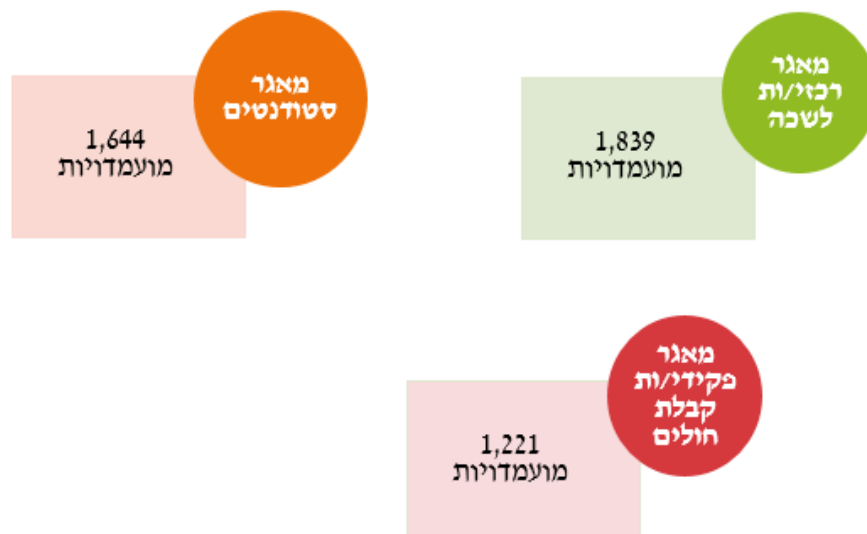 מאגר
רכזי/ות
לשכה
1,839
מועמדויות
מאגר
סטודנטים
1,644
מועמדויות
מאגר
פקידי/ות
קבלת
חולים
1,221
מועמדויות